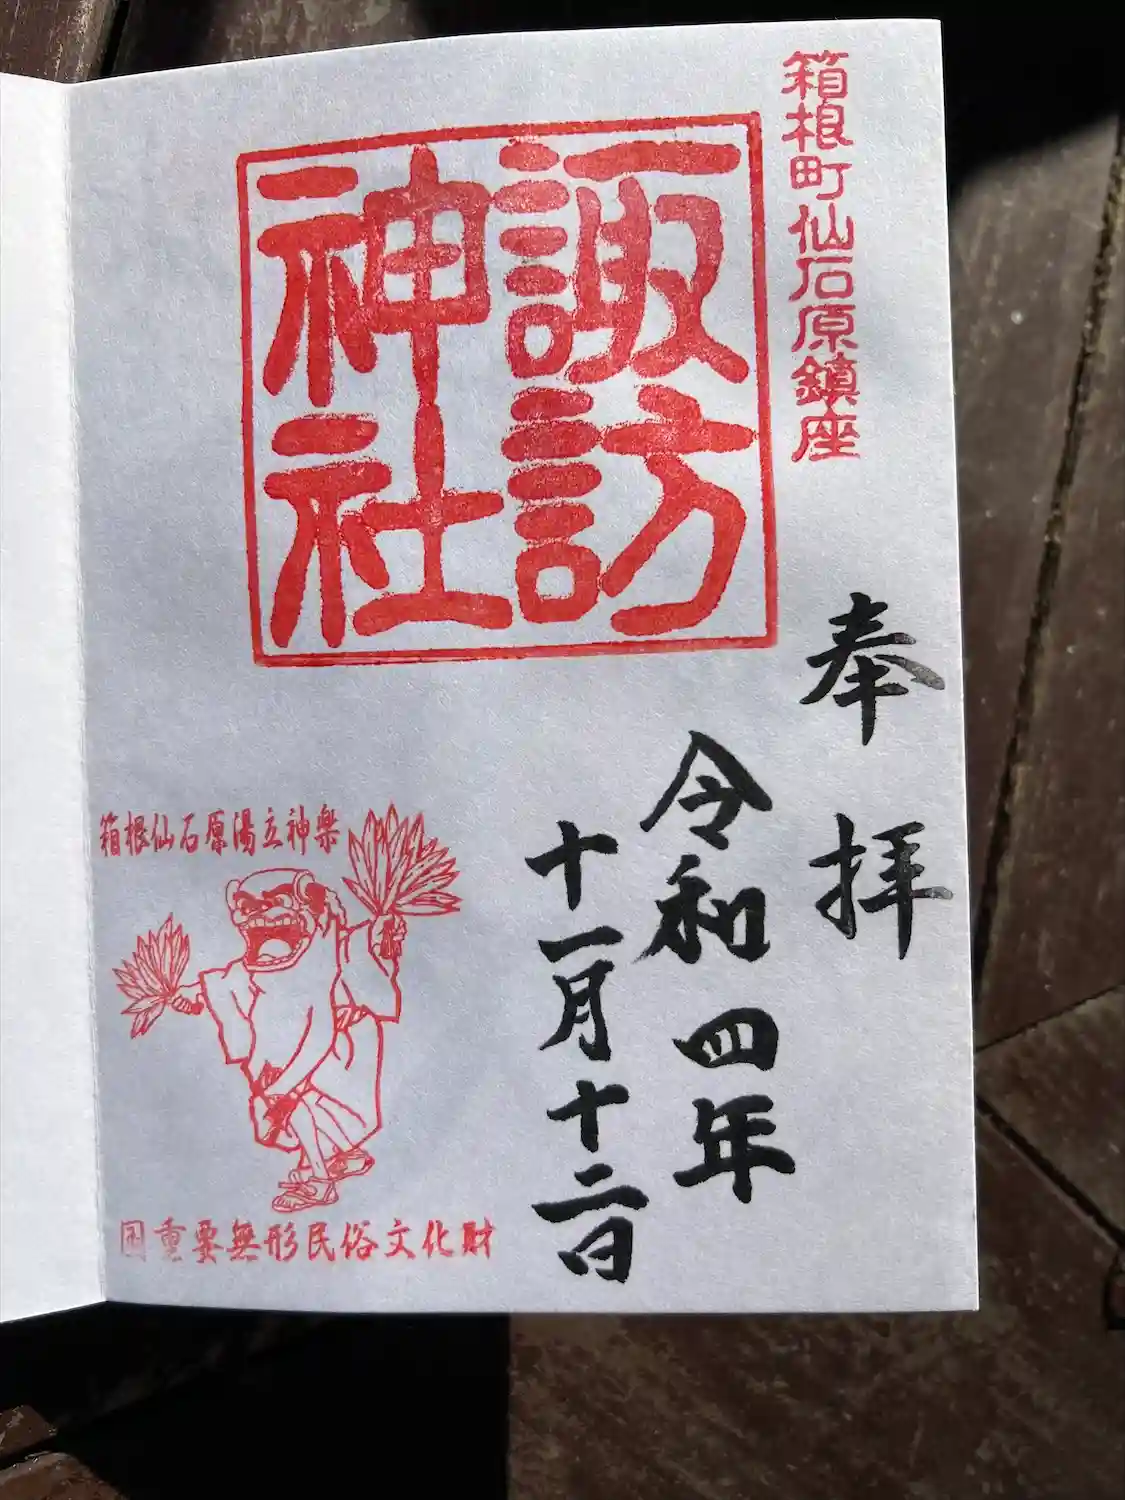 箱根町仙石原鎮座
奉拝
諏訪
神社
令和四年
十一月十二日
箱根仙石原湯立神楽
国重要無形民俗文化財